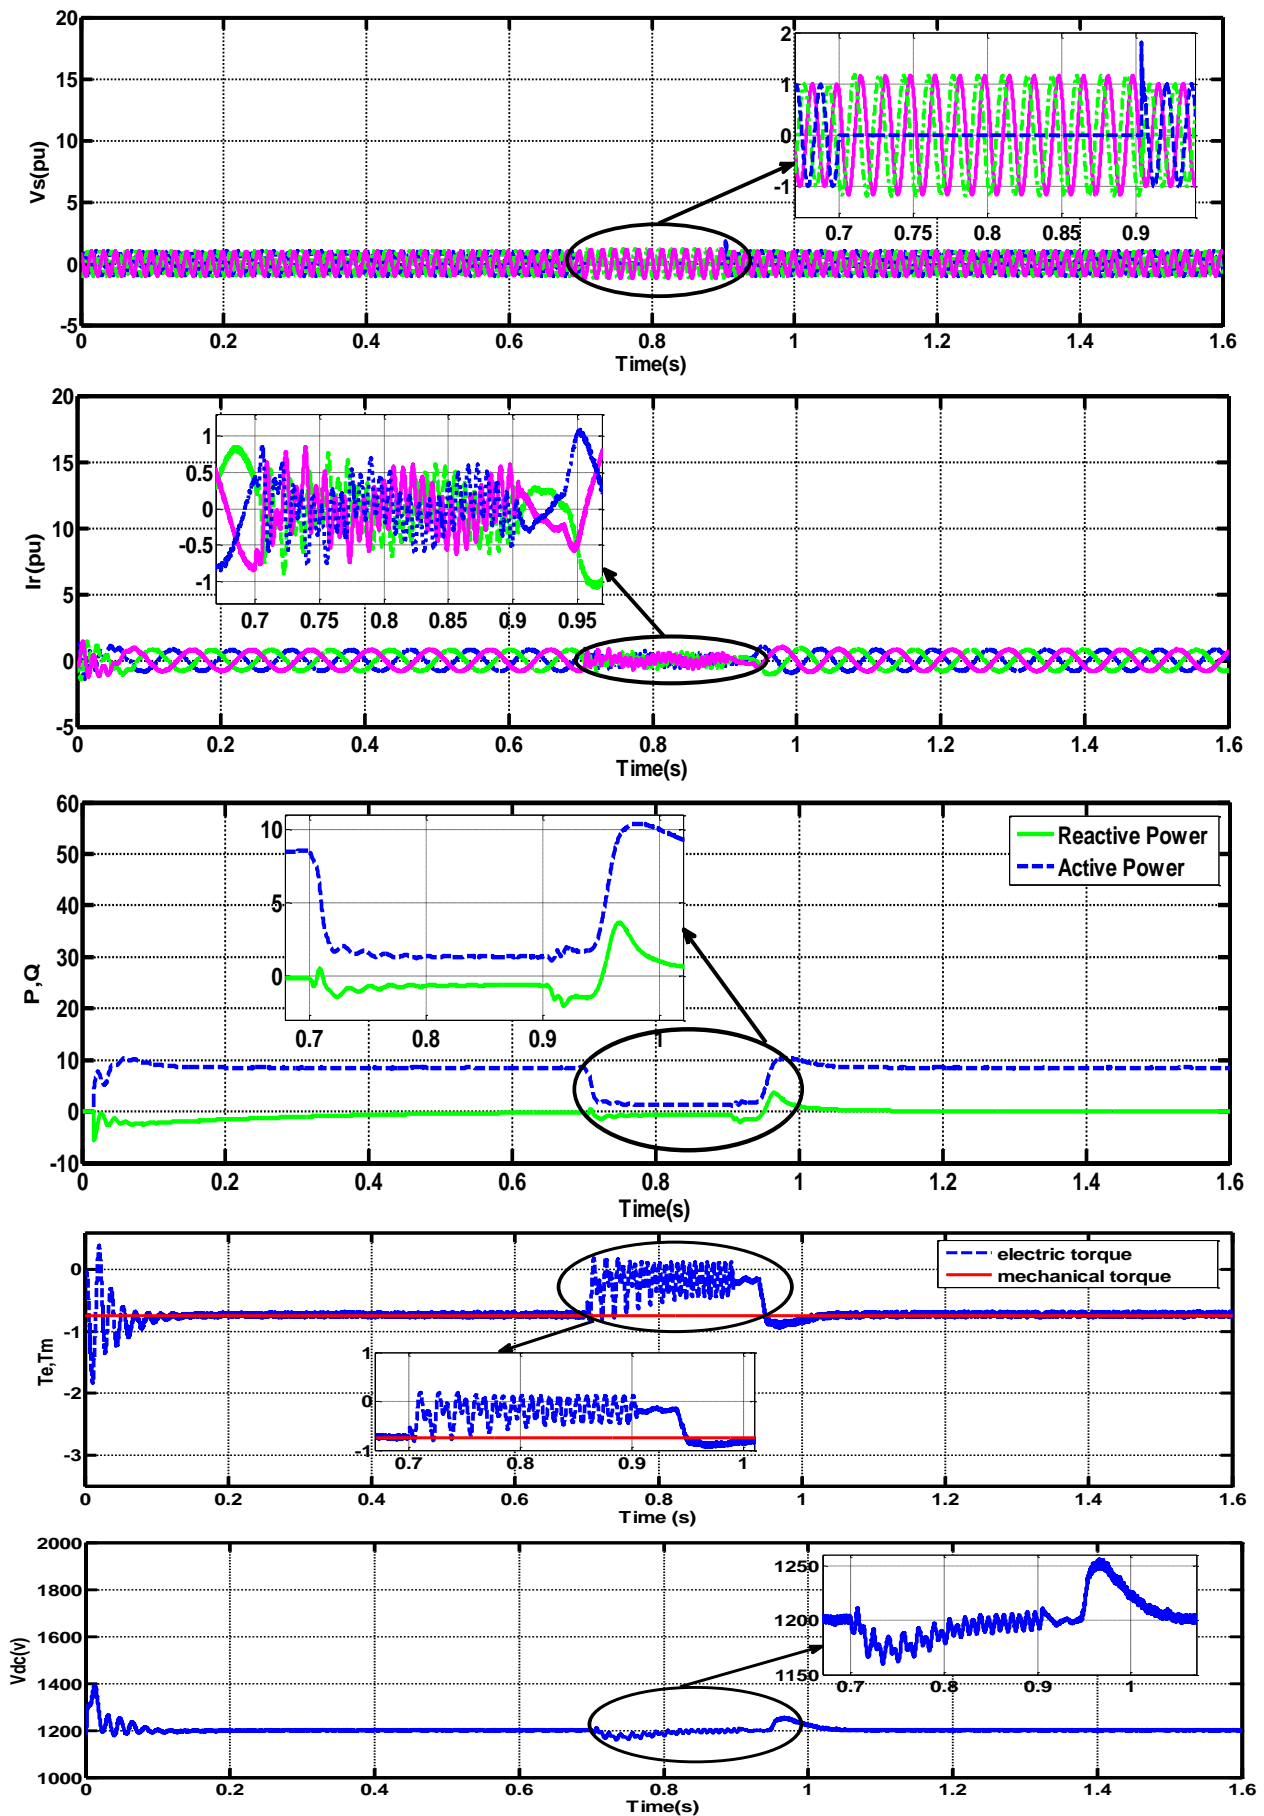 20
15
10
5
0
-5
Vs(pu)
2
1
0
-1
0.7 0.75 0.8 0.85 0.9
0 0.2 0.4 0.6 0.8 1 1.2 1.4 1.6
Time(s)
20
15
10
5
0
-5
Ir(pu)
1
0.5
0
-0.5
-1
0.7 0.75 0.8 0.85 0.9 0.95
0 0.2 0.4 0.6 0.8 1 1.2 1.4 1.6
Time(s)
60
50
40
30
20
10
0
-10
P,Q
10
5
0
0.7 0.8 0.9 1
Reactive Power
Active Power
0 0.2 0.4 0.6 0.8 1 1.2 1.4 1.6
Time(s)
0
-1
-2
-3
Te,Tm
electric torque
mechanical torque
1
0
-1
0.7 0.8 0.9 1
0 0.2 0.4 0.6 0.8 1 1.2 1.4 1.6
Time (s)
2000
1800
1600
1400
1200
1000
Vdc(v)
1250
1200
1150
0.7 0.8 0.9 1
0 0.2 0.4 0.6 0.8 1 1.2 1.4 1.6
Time(s)